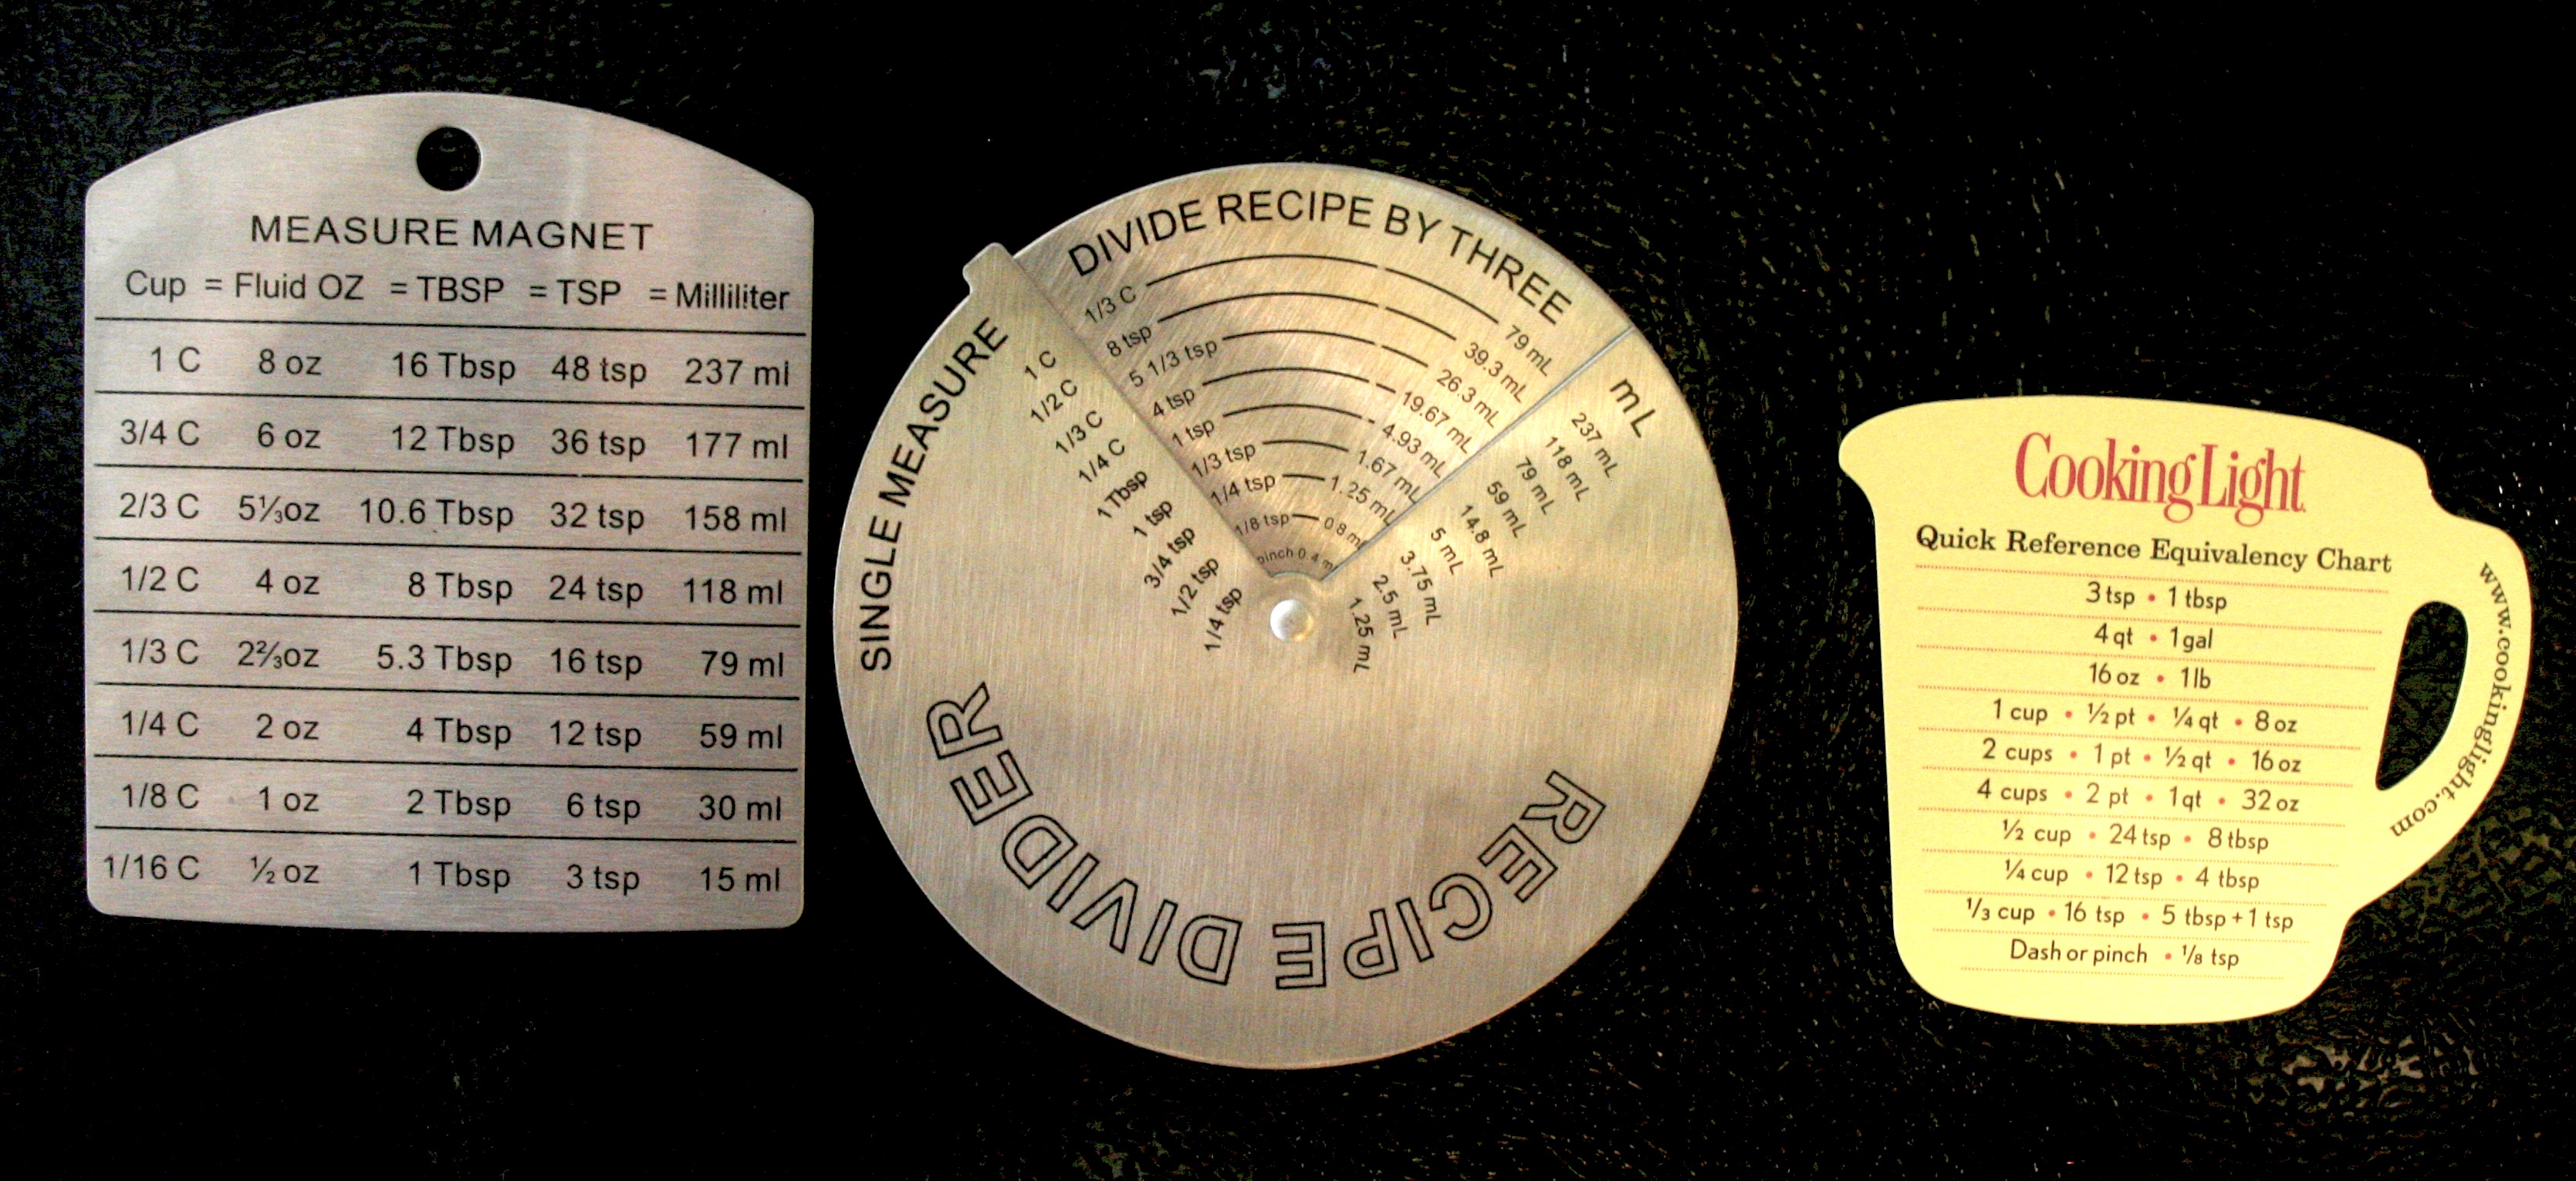 MEASURE MAGNET
Cup = Fluid OZ = TBSP = TSP = Milliliter
1 C 8 oz 16 Tbsp 48 tsp 237 ml
3/4 C 6 oz 12 Tbsp 36 tsp 177 ml
2/3 C 5⅓oz 10.6 Tbsp 32 tsp 158 ml
1/2 C 4 oz 8 Tbsp 24 tsp 118 ml
1/3 C 2⅔oz 5.3 Tbsp 16 tsp 79 ml
1/4 C 2 oz 4 Tbsp 12 tsp 59 ml
1/8 C 1 oz 2 Tbsp 6 tsp 30 ml
1/16 C ½ oz 1 Tbsp 3 tsp 15 ml
DIVIDE RECIPE BY THREE
1/3 C 79 mL
8 tsp 39.3 mL
5 1/3 tsp 26.3 mL
4 tsp 19.67 mL
1 tsp 4.93 mL
1/3 tsp 1.67 mL
1/4 tsp 1.25 mL
1/8 tsp 0.8 mL
pinch 0.4 m
SINGLE MEASURE
1 C
1/2 C
1/3 C
1/4 C
1 Tbsp
1 tsp
3/4 tsp
1/2 tsp
1/4 tsp
mL
237 mL
118 mL
79 mL
59 mL
14.8 mL
5 mL
3.75 mL
2.5 mL
1.25 mL
RECIPE DIVIDER
Cooking Light
Quick Reference Equivalency Chart
3 tsp • 1 tbsp
4 qt • 1 gal
16 oz • 1 lb
1 cup • ½ pt • ¼ qt • 8 oz
2 cups • 1 pt • ½ qt • 16 oz
4 cups • 2 pt • 1 qt • 32 oz
½ cup • 24 tsp • 8 tbsp
¼ cup • 12 tsp • 4 tbsp
⅓ cup • 16 tsp • 5 tbsp + 1 tsp
Dash or pinch • ⅛ tsp
www.cookinglight.com